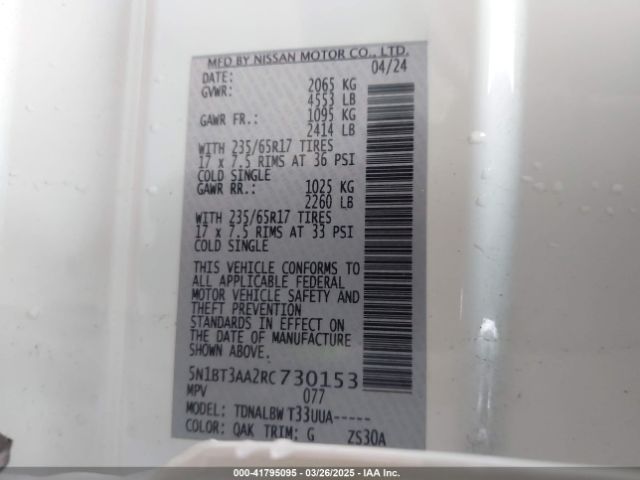 MFD BY NISSAN MOTOR CO., LTD.
DATE: 04/24
GVWR: 2065 KG
4553 LB
GAWR FR.: 1095 KG
2414 LB
WITH 235/65R17 TIRES
17 x 7.5 RIMS AT 36 PSI
COLD SINGLE
GAWR RR.: 1025 KG
2260 LB
WITH 235/65R17 TIRES
17 x 7.5 RIMS AT 33 PSI
COLD SINGLE
THIS VEHICLE CONFORMS TO
ALL APPLICABLE FEDERAL
MOTOR VEHICLE SAFETY AND
THEFT PREVENTION
STANDARDS IN EFFECT ON
THE DATE OF MANUFACTURE
SHOWN ABOVE.
5N1BT3AA2RC730153
MPV 077
MODEL: TDNALBW T33UUA-----
COLOR: QAK TRIM: G ZS30A
000-41795095 - 03/26/2025 - IAA Inc.